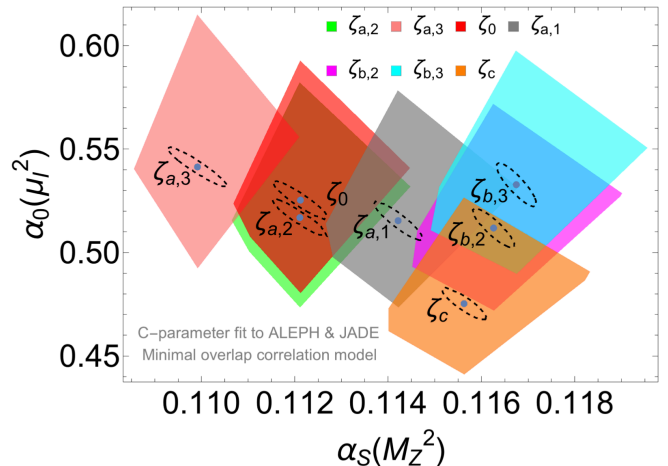 ζa,2 ζa,3 ζ0 ζa,1
ζb,2 ζb,3 ζc
0.60
0.55
0.50
0.45
α0(μI²)
ζa,3
ζ0
ζa,2
ζa,1
ζb,3
ζb,2
ζc
C-parameter fit to ALEPH & JADE
Minimal overlap correlation model
0.110 0.112 0.114 0.116 0.118
αS(MZ²)